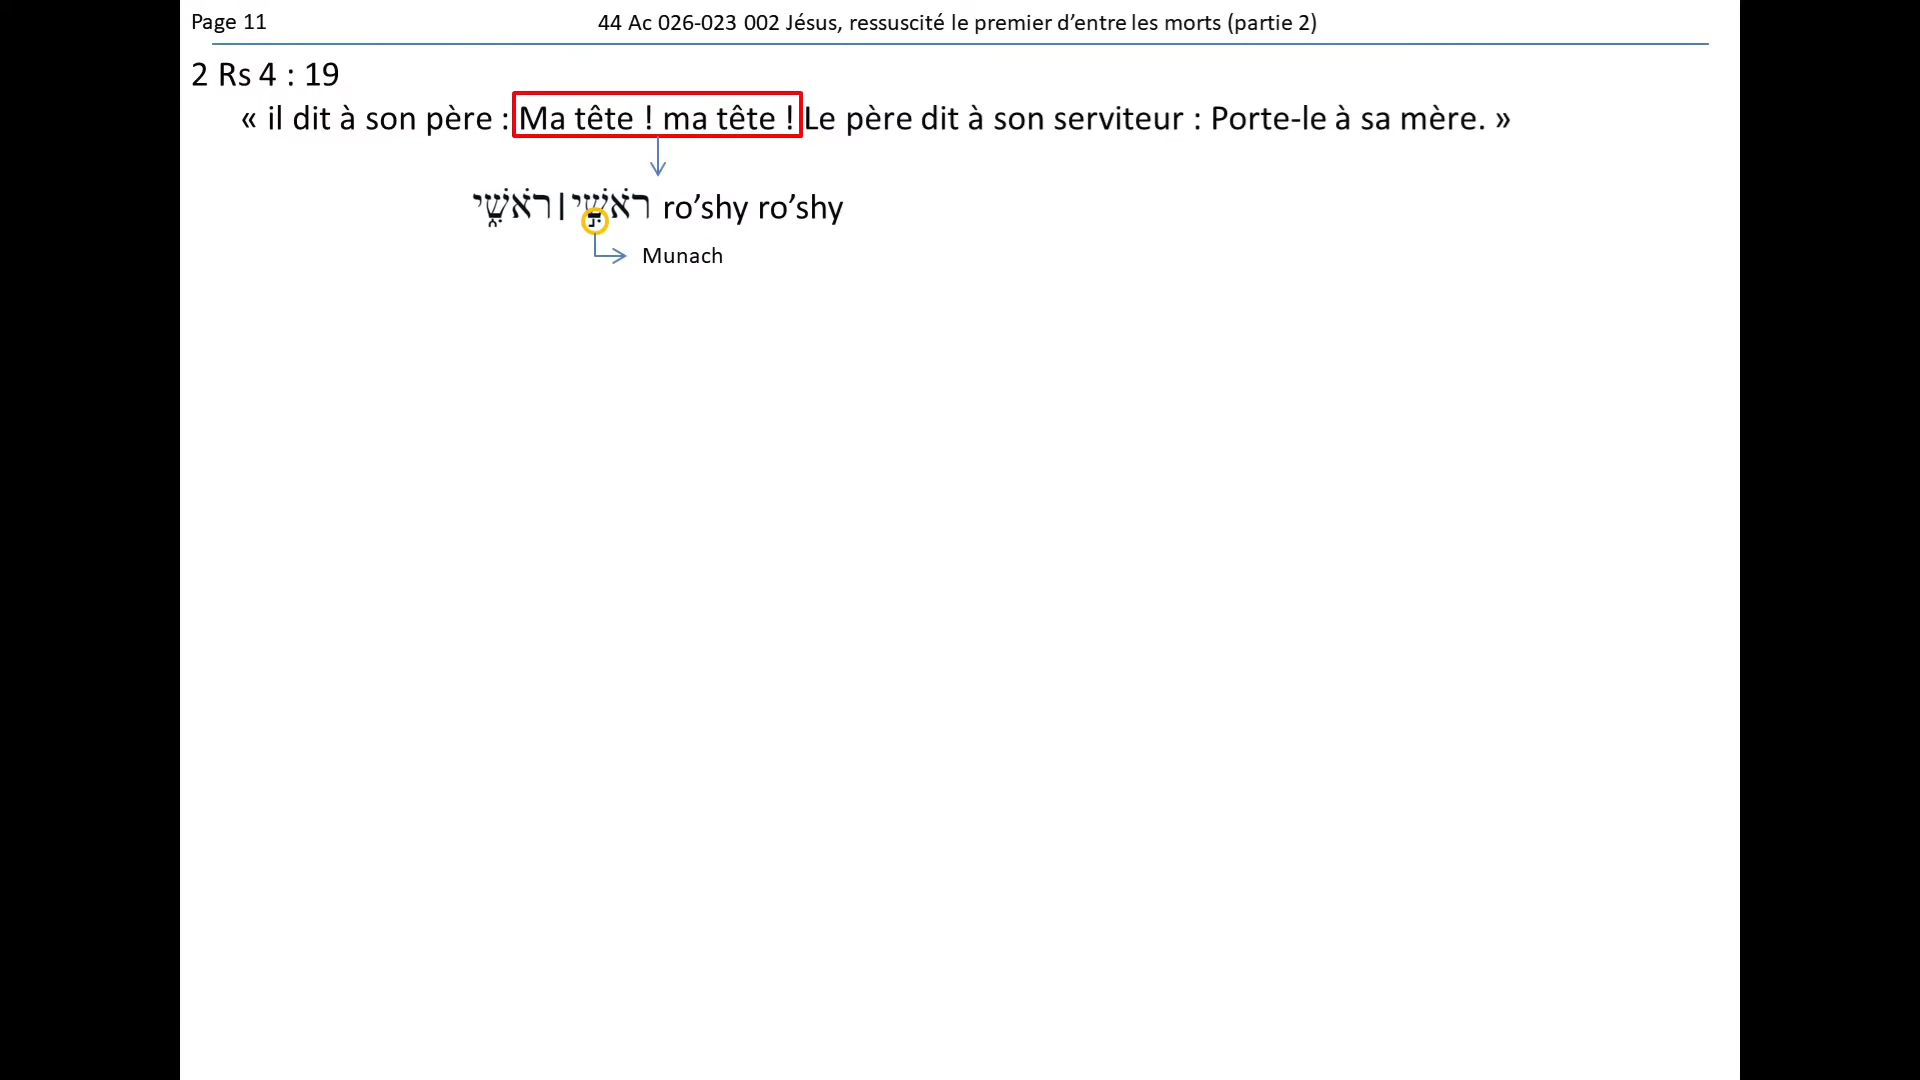 Page 11
44 Ac 026-023 002 Jésus, ressuscité le premier d’entre les morts (partie 2)
2 Rs 4 : 19
« il dit à son père : Ma tête ! ma tête ! Le père dit à son serviteur : Porte-le à sa mère. »
רֹאשִׁ֣י׀רֹאשִׁ֑י ro’shy ro’shy
Munach